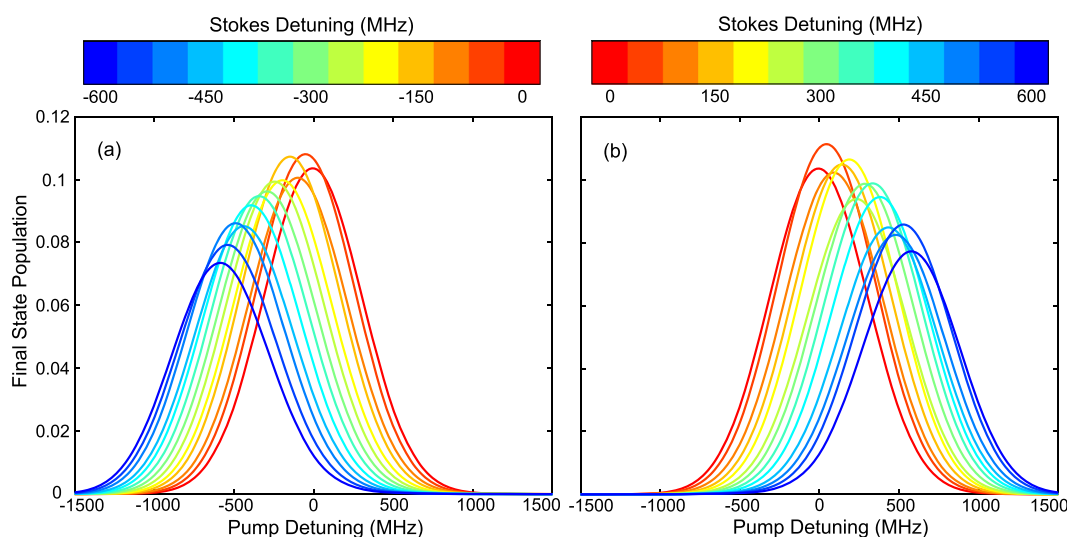 Stokes Detuning (MHz)
-600 -450 -300 -150 0
Stokes Detuning (MHz)
0 150 300 450 600
(a)
(b)
Final State Population
0.12
0.1
0.08
0.06
0.04
0.02
0
-1500 -1000 -500 0 500 1000 1500
Pump Detuning (MHz)
-1500 -1000 -500 0 500 1000 1500
Pump Detuning (MHz)